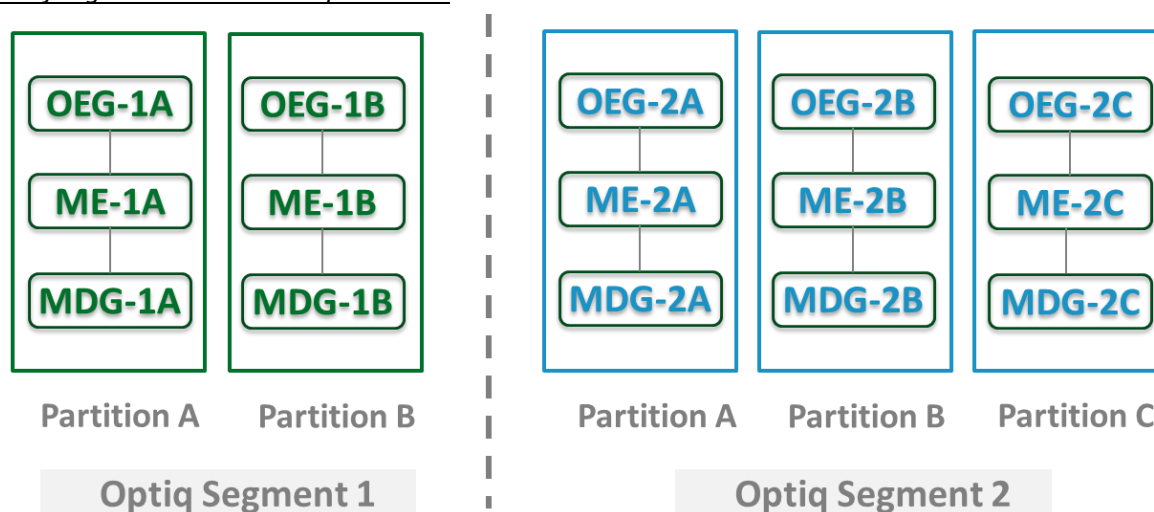 OEG-1A
OEG-1B
OEG-2A
OEG-2B
OEG-2C
ME-1A
ME-1B
ME-2A
ME-2B
ME-2C
MDG-1A
MDG-1B
MDG-2A
MDG-2B
MDG-2C
Partition A
Partition B
Partition A
Partition B
Partition C
Optiq Segment 1
Optiq Segment 2